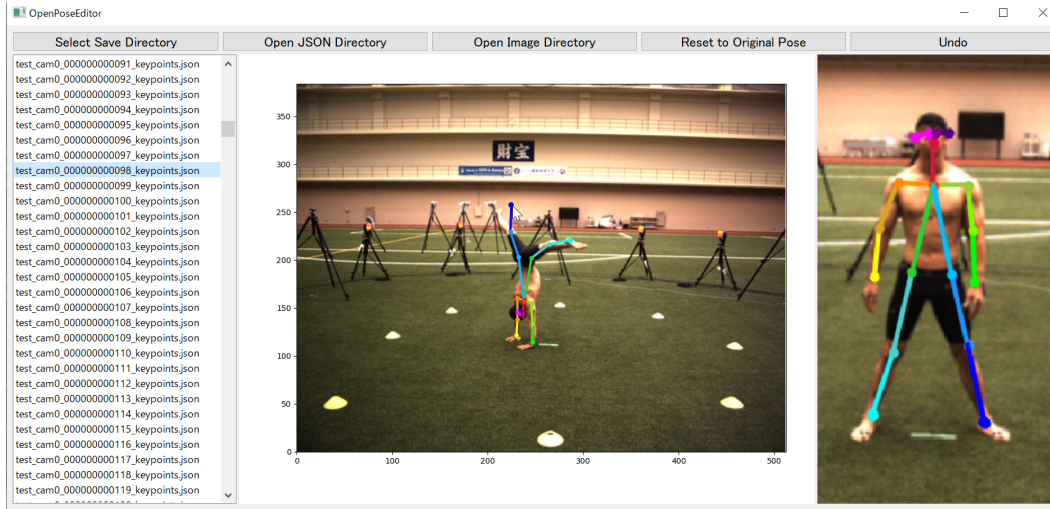 OpenPoseEditor
Select Save Directory
Open JSON Directory
Open Image Directory
Reset to Original Pose
Undo
test_cam0_000000000091_keypoints.json
test_cam0_000000000092_keypoints.json
test_cam0_000000000093_keypoints.json
test_cam0_000000000094_keypoints.json
test_cam0_000000000095_keypoints.json
test_cam0_000000000096_keypoints.json
test_cam0_000000000097_keypoints.json
test_cam0_000000000098_keypoints.json
test_cam0_000000000099_keypoints.json
test_cam0_000000000100_keypoints.json
test_cam0_000000000101_keypoints.json
test_cam0_000000000102_keypoints.json
test_cam0_000000000103_keypoints.json
test_cam0_000000000104_keypoints.json
test_cam0_000000000105_keypoints.json
test_cam0_000000000106_keypoints.json
test_cam0_000000000107_keypoints.json
test_cam0_000000000108_keypoints.json
test_cam0_000000000109_keypoints.json
test_cam0_000000000110_keypoints.json
test_cam0_000000000111_keypoints.json
test_cam0_000000000112_keypoints.json
test_cam0_000000000113_keypoints.json
test_cam0_000000000114_keypoints.json
test_cam0_000000000115_keypoints.json
test_cam0_000000000116_keypoints.json
test_cam0_000000000117_keypoints.json
test_cam0_000000000118_keypoints.json
test_cam0_000000000119_keypoints.json
350
300
250
200
150
100
50
0
財宝
0
100
200
300
400
500